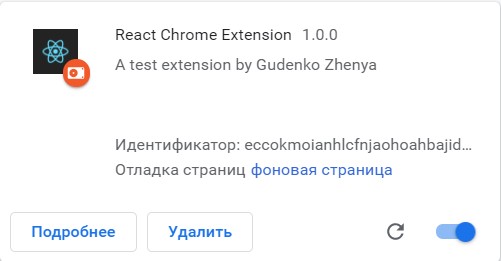 React Chrome Extension 1.0.0
A test extension by Gudenko Zhenya
Идентификатор: eccokmoianhlcfnjaohoahbajid...
Отладка страниц фоновая страница
Подробнее Удалить